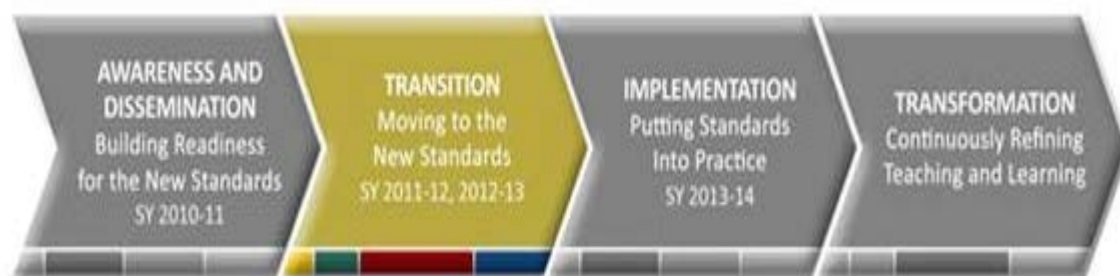 AWARENESS AND
DISSEMINATION
Building Readiness
for the New Standards
SY 2010-11
TRANSITION
Moving to the
New Standards
SY 2011-12, 2012-13
IMPLEMENTATION
Putting Standards
Into Practice
SY 2013-14
TRANSFORMATION
Continuously Refining
Teaching and Learning